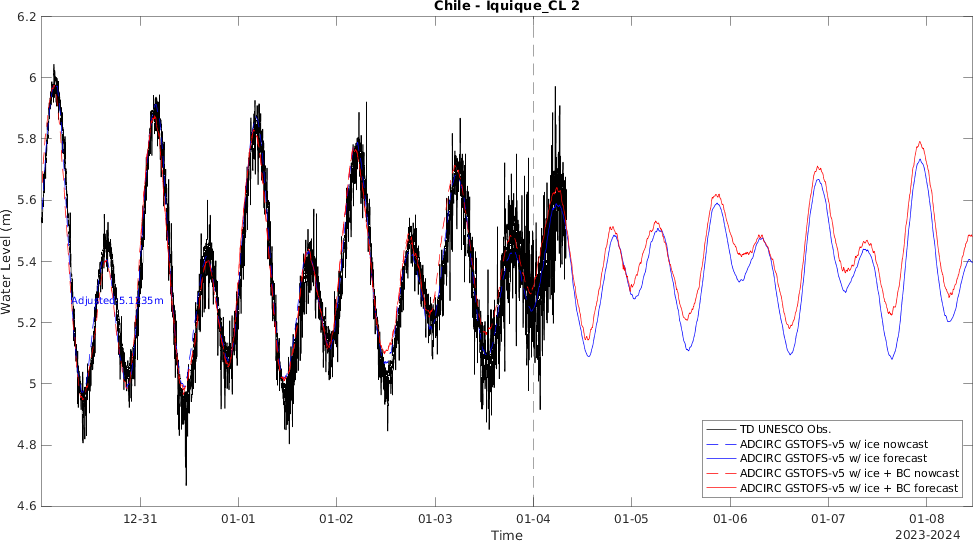 Chile - Iquique_CL 2
6.2
6
5.8
5.6
5.4
5.2
5
4.8
4.6
Water Level (m)
Adjusted 5.1135m
TD UNESCO Obs.
ADCIRC GSTOFS-v5 w/ ice nowcast
ADCIRC GSTOFS-v5 w/ ice forecast
ADCIRC GSTOFS-v5 w/ ice + BC nowcast
ADCIRC GSTOFS-v5 w/ ice + BC forecast
12-31 01-01 01-02 01-03 01-04 01-05 01-06 01-07 01-08
Time
2023-2024